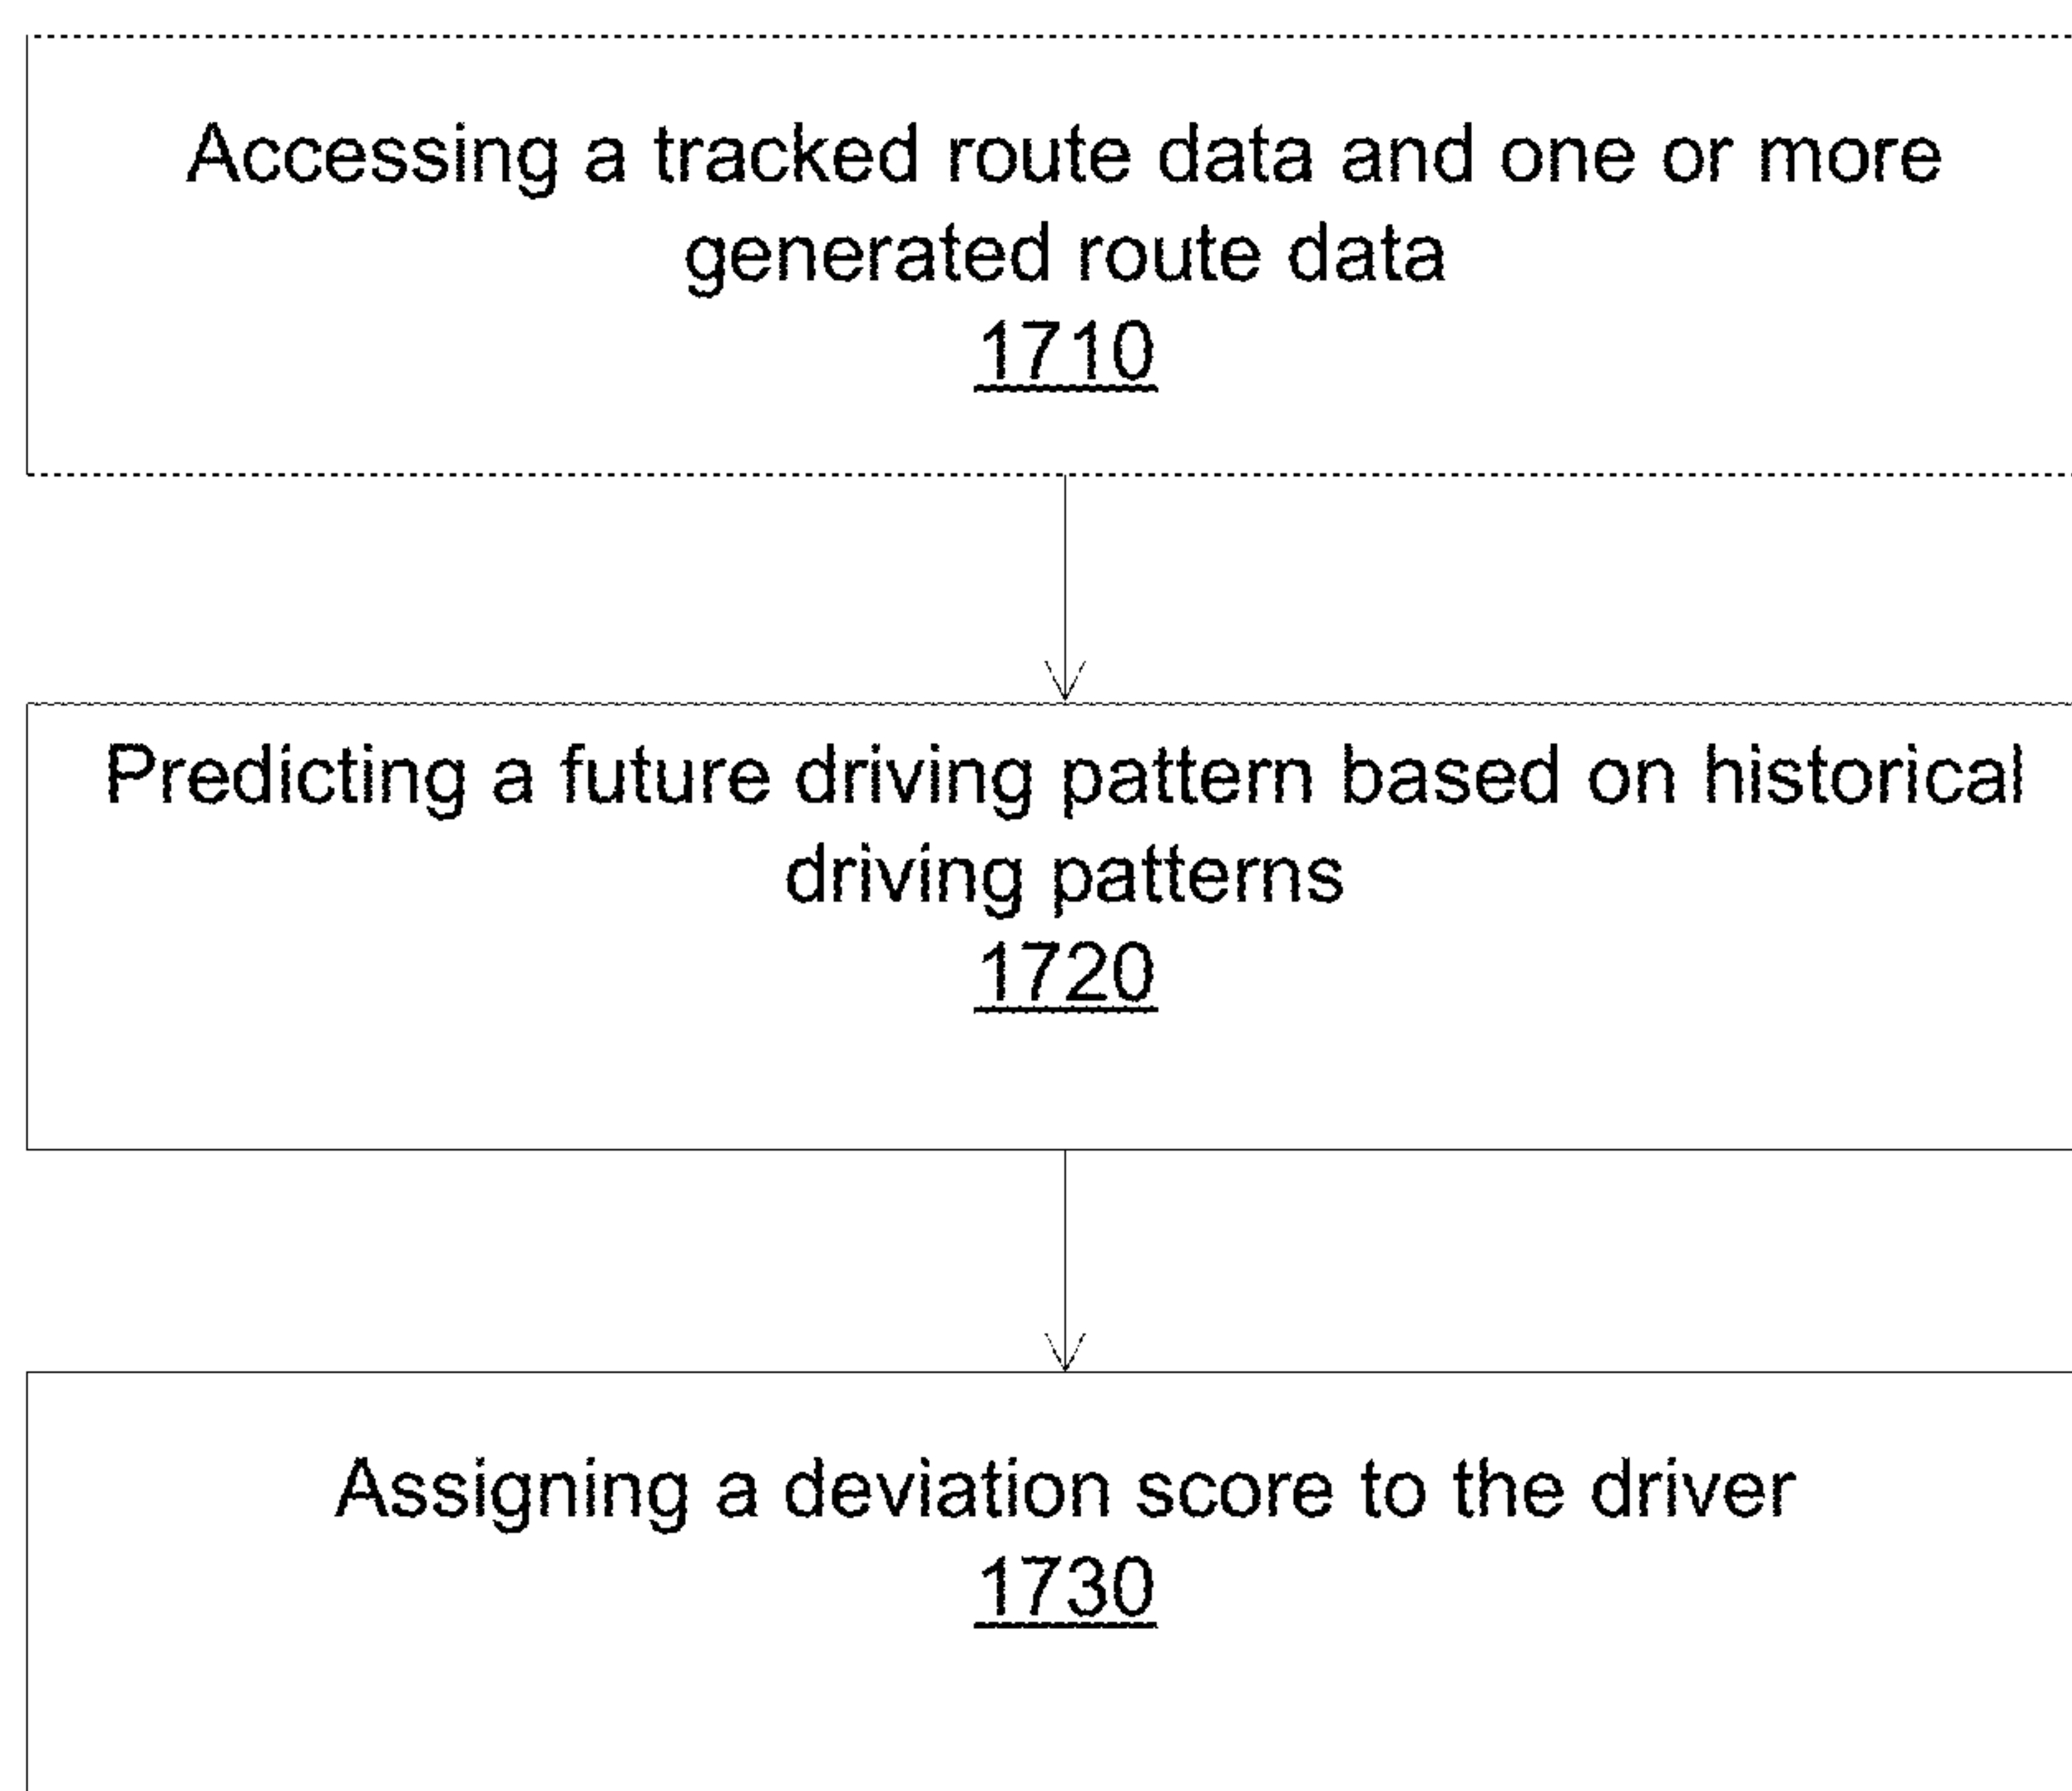 Accessing a tracked route data and one or more
generated route data
1710
Predicting a future driving pattern based on historical
driving patterns
1720
Assigning a deviation score to the driver
1730